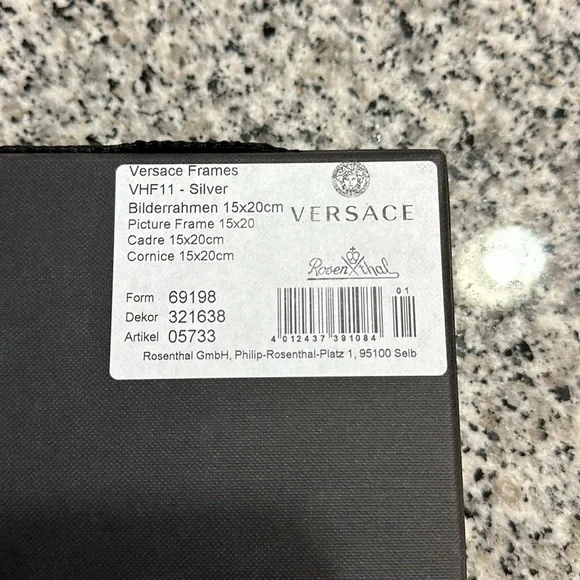 Versace Frames
VHF11 - Silver
Bilderrahmen 15x20cm
Picture Frame 15x20
Cadre 15x20cm
Cornice 15x20cm
VERSACE
Rosenthal
Form 69198
Dekor 321638
Artikel 05733
01
4 012437 391084
Rosenthal GmbH, Philip-Rosenthal-Platz 1, 95100 Selb